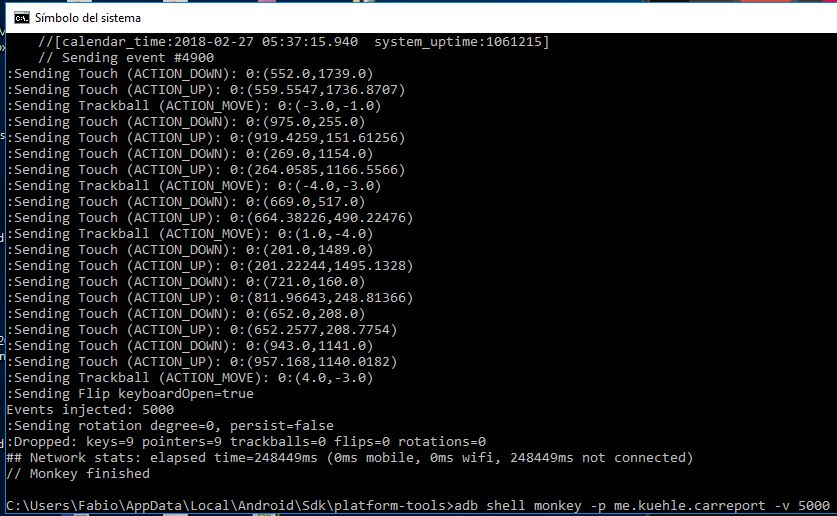 Símbolo del sistema
//[calendar_time:2018-02-27 05:37:15.940  system_uptime:1061215]
// Sending event #4900
:Sending Touch (ACTION_DOWN): 0:(552.0,1739.0)
:Sending Touch (ACTION_UP): 0:(559.5547,1736.8707)
:Sending Trackball (ACTION_MOVE): 0:(-3.0,-1.0)
:Sending Touch (ACTION_DOWN): 0:(975.0,255.0)
:Sending Touch (ACTION_UP): 0:(919.4259,151.61256)
:Sending Touch (ACTION_DOWN): 0:(269.0,1154.0)
:Sending Touch (ACTION_UP): 0:(264.0585,1166.5566)
:Sending Trackball (ACTION_MOVE): 0:(-4.0,-3.0)
:Sending Touch (ACTION_DOWN): 0:(669.0,517.0)
:Sending Touch (ACTION_UP): 0:(664.38226,490.22476)
:Sending Trackball (ACTION_MOVE): 0:(1.0,-4.0)
:Sending Touch (ACTION_DOWN): 0:(201.0,1489.0)
:Sending Touch (ACTION_UP): 0:(201.22244,1495.1328)
:Sending Touch (ACTION_DOWN): 0:(721.0,160.0)
:Sending Touch (ACTION_UP): 0:(811.96643,248.81366)
:Sending Touch (ACTION_DOWN): 0:(652.0,208.0)
:Sending Touch (ACTION_UP): 0:(652.2577,208.7754)
:Sending Touch (ACTION_DOWN): 0:(943.0,1141.0)
:Sending Touch (ACTION_UP): 0:(957.168,1140.0182)
:Sending Trackball (ACTION_MOVE): 0:(4.0,-3.0)
:Sending Flip keyboardOpen=true
Events injected: 5000
:Sending rotation degree=0, persist=false
:Dropped: keys=9 pointers=9 trackballs=0 flips=0 rotations=0
## Network stats: elapsed time=248449ms (0ms mobile, 0ms wifi, 248449ms not connected)
// Monkey finished
C:\Users\Fabio\AppData\Local\Android\Sdk\platform-tools>adb shell monkey -p me.kuehle.carreport -v 5000